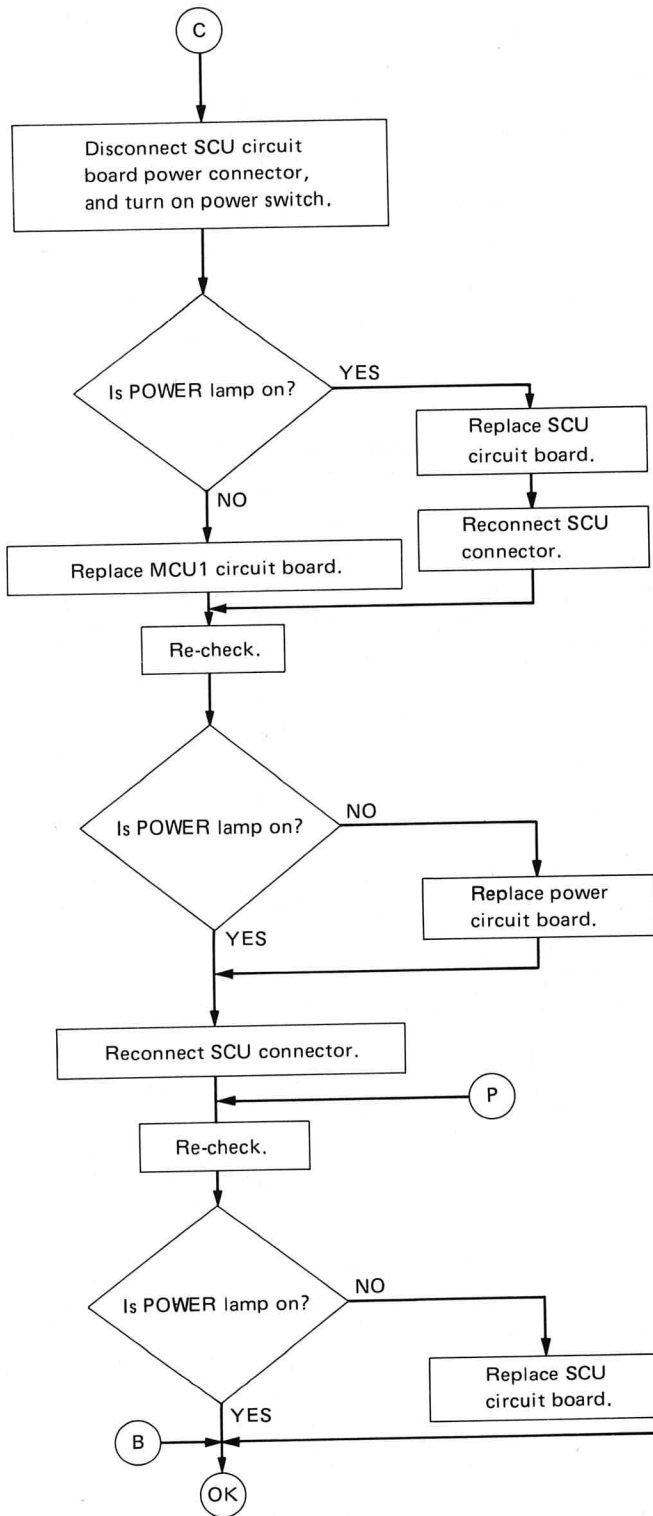 C
Disconnect SCU circuit
board power connector,
and turn on power switch.
Is POWER lamp on?
YES
Replace SCU
circuit board.
NO
Reconnect SCU
connector.
Replace MCU1 circuit board.
Re-check.
Is POWER lamp on?
NO
Replace power
circuit board.
YES
Reconnect SCU connector.
P
Re-check.
Is POWER lamp on?
NO
Replace SCU
circuit board.
YES
B
OK